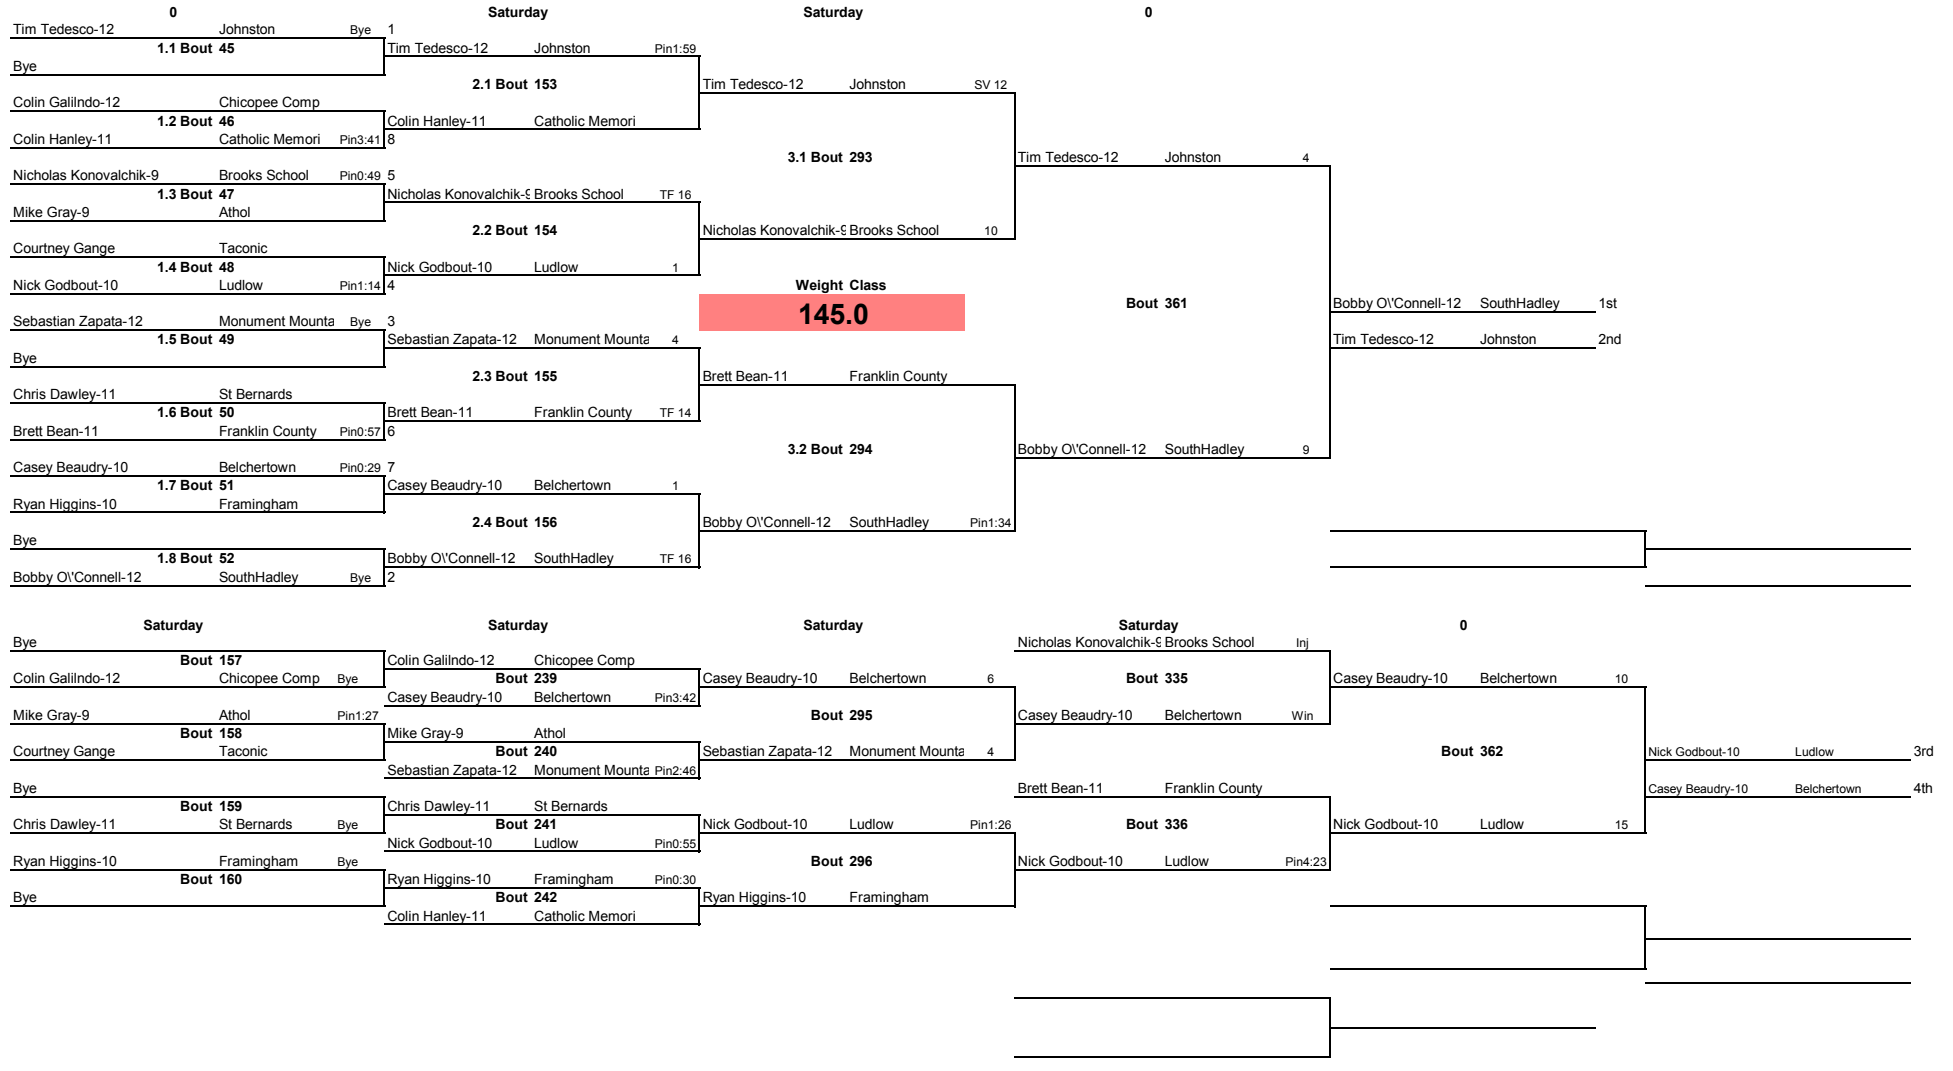 0 Saturday Saturday 0
Tim Tedesco-12 Johnston Bye 1
1.1 Bout 45 Tim Tedesco-12 Johnston Pin1:59
Bye
2.1 Bout 153 Tim Tedesco-12 Johnston SV 12
Colin Galilndo-12 Chicopee Comp
1.2 Bout 46 Colin Hanley-11 Catholic Memori
Colin Hanley-11 Catholic Memori Pin3:41 8
3.1 Bout 293 Tim Tedesco-12 Johnston 4
Nicholas Konovalchik-9 Brooks School Pin0:49 5
1.3 Bout 47 Nicholas Konovalchik-9 Brooks School TF 16
Mike Gray-9 Athol
2.2 Bout 154 Nicholas Konovalchik-9 Brooks School 10
Courtney Gange Taconic
1.4 Bout 48 Nick Godbout-10 Ludlow 1
Nick Godbout-10 Ludlow Pin1:14 4 Weight Class
145.0 Bout 361 Bobby O\'Connell-12 SouthHadley 1st
Sebastian Zapata-12 Monument Mounta Bye 3
1.5 Bout 49 Sebastian Zapata-12 Monument Mounta 4 Tim Tedesco-12 Johnston 2nd
Bye
2.3 Bout 155 Brett Bean-11 Franklin County
Chris Dawley-11 St Bernards
1.6 Bout 50 Brett Bean-11 Franklin County TF 14
Brett Bean-11 Franklin County Pin0:57 6
3.2 Bout 294 Bobby O\'Connell-12 SouthHadley 9
Casey Beaudry-10 Belchertown Pin0:29 7
1.7 Bout 51 Casey Beaudry-10 Belchertown 1
Ryan Higgins-10 Framingham
2.4 Bout 156 Bobby O\'Connell-12 SouthHadley Pin1:34
Bye
1.8 Bout 52 Bobby O\'Connell-12 SouthHadley TF 16
Bobby O\'Connell-12 SouthHadley Bye 2
Saturday Saturday Saturday Saturday 0
Bye Nicholas Konovalchik-9 Brooks School Inj
Bout 157 Colin Galilndo-12 Chicopee Comp
Colin Galilndo-12 Chicopee Comp Bye Bout 239 Casey Beaudry-10 Belchertown 6 Bout 335 Casey Beaudry-10 Belchertown 10
Casey Beaudry-10 Belchertown Pin3:42
Mike Gray-9 Athol Pin1:27 Bout 295 Casey Beaudry-10 Belchertown Win
Bout 158 Mike Gray-9 Athol
Courtney Gange Taconic Bout 240 Sebastian Zapata-12 Monument Mounta 4 Bout 362 Nick Godbout-10 Ludlow 3rd
Sebastian Zapata-12 Monument Mounta Pin2:46
Bye Brett Bean-11 Franklin County Casey Beaudry-10 Belchertown 4th
Bout 159 Chris Dawley-11 St Bernards
Chris Dawley-11 St Bernards Bye Bout 241 Nick Godbout-10 Ludlow Pin1:26 Bout 336 Nick Godbout-10 Ludlow 15
Nick Godbout-10 Ludlow Pin0:55
Ryan Higgins-10 Framingham Bye Bout 296 Nick Godbout-10 Ludlow Pin4:23
Bout 160 Ryan Higgins-10 Framingham Pin0:30
Bye Bout 242 Ryan Higgins-10 Framingham
Colin Hanley-11 Catholic Memori